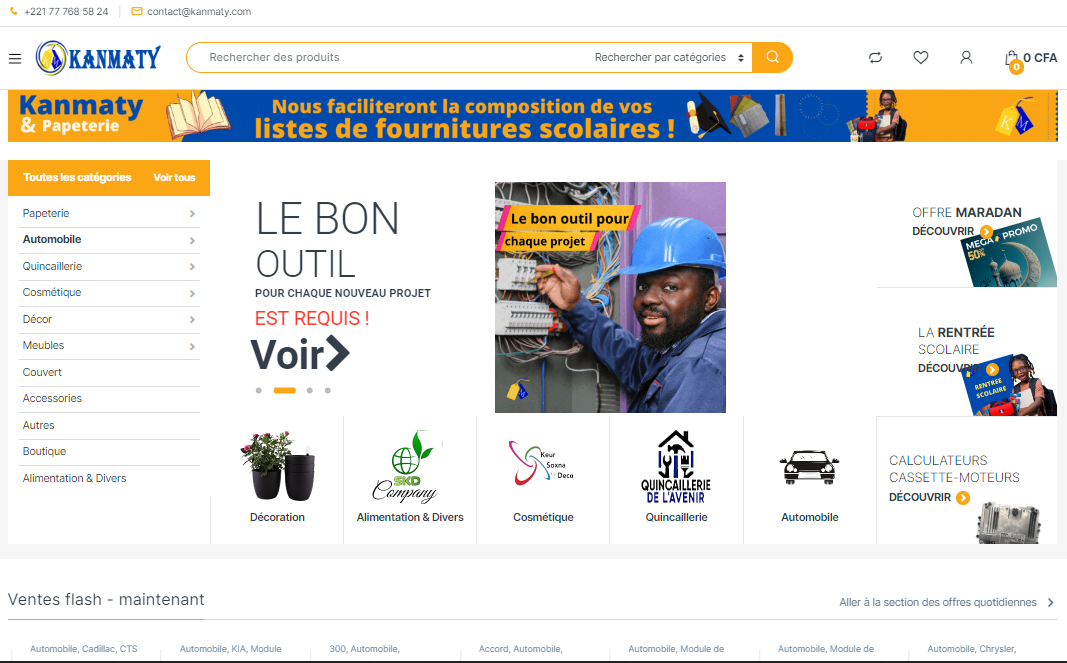 +221 77 768 58 24
contact@kanmaty.com
KANMATY
Rechercher des produits
Rechercher par catégories
0
0 CFA
Kanmaty
& Papeterie
Nous faciliteront la composition de vos
listes de fournitures scolaires !
K M
Toutes les catégories
Voir tous
Papeterie
Automobile
Quincaillerie
Cosmétique
Décor
Meubles
Couvert
Accessories
Autres
Boutique
Alimentation & Divers
LE BON
OUTIL
POUR CHAQUE NOUVEAU PROJET
EST REQUIS !
Voir
Le bon outil pour
chaque projet
OFFRE MARADAN
DÉCOUVRIR
MEGA PROMO
50%
LA RENTRÉE
SCOLAIRE
DÉCOUVRIR
RENTREE
SCOLAIRE
CALCULATEURS
CASSETTE-MOTEURS
DÉCOUVRIR
Décoration
SKD
Company
Alimentation & Divers
Keur
Soxna
by Deco
Cosmétique
QUINCAILLERIE
DE L'AVENIR
Quincaillerie
Automobile
Ventes flash - maintenant
Aller à la section des offres quotidiennes
Automobile, Cadillac, CTS
Automobile, KIA, Module
300, Automobile,
Accord, Automobile,
Automobile, Module de
Automobile, Module de
Automobile, Chrysler,